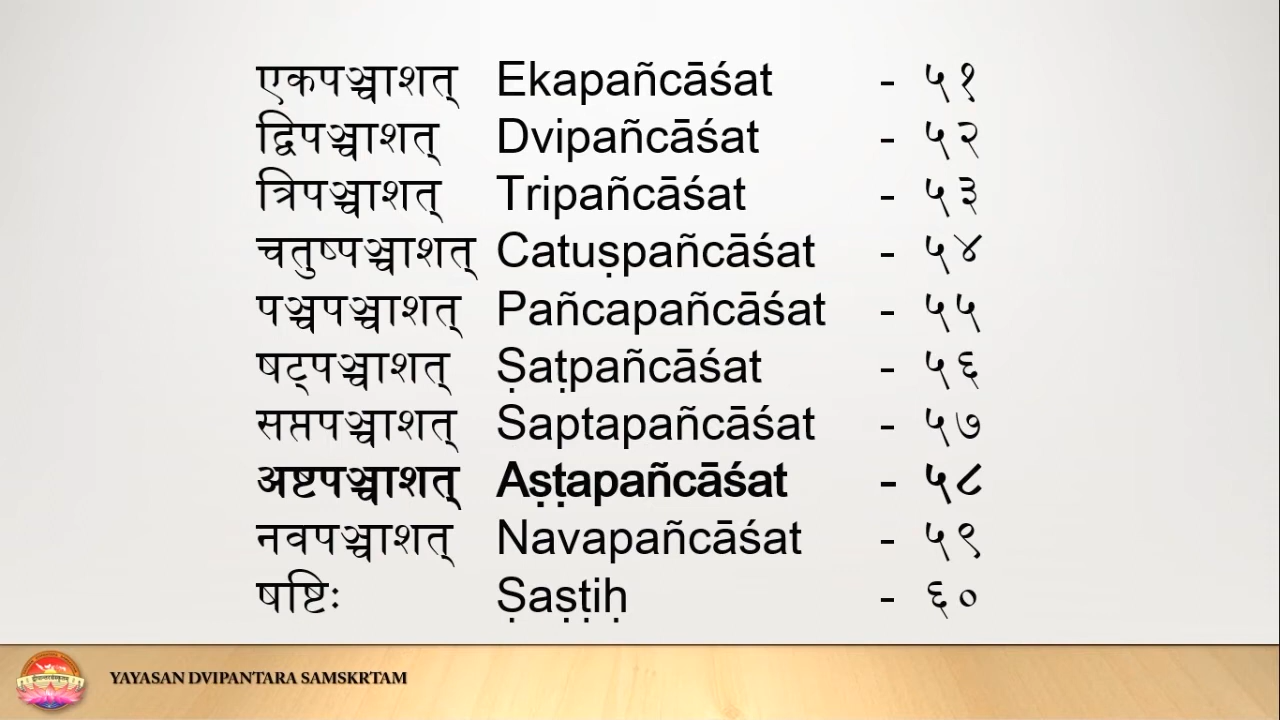 एकपञ्चाशत् Ekapañcāśat - ५१
द्विपञ्चाशत् Dvipañcāśat - ५२
त्रिपञ्चाशत् Tripañcāśat - ५३
चतुष्पञ्चाशत् Catuṣpañcāśat - ५४
पञ्चपञ्चाशत् Pañcapañcāśat - ५५
षट्पञ्चाशत् Ṣaṭpañcāśat - ५६
सप्तपञ्चाशत् Saptapañcāśat - ५७
अष्टपञ्चाशत् Aṣṭapañcāśat - ५८
नवपञ्चाशत् Navapañcāśat - ५९
षष्टिः Ṣaṣṭiḥ - ६०
YAYASAN DVIPANTARA SAMSKRTAM